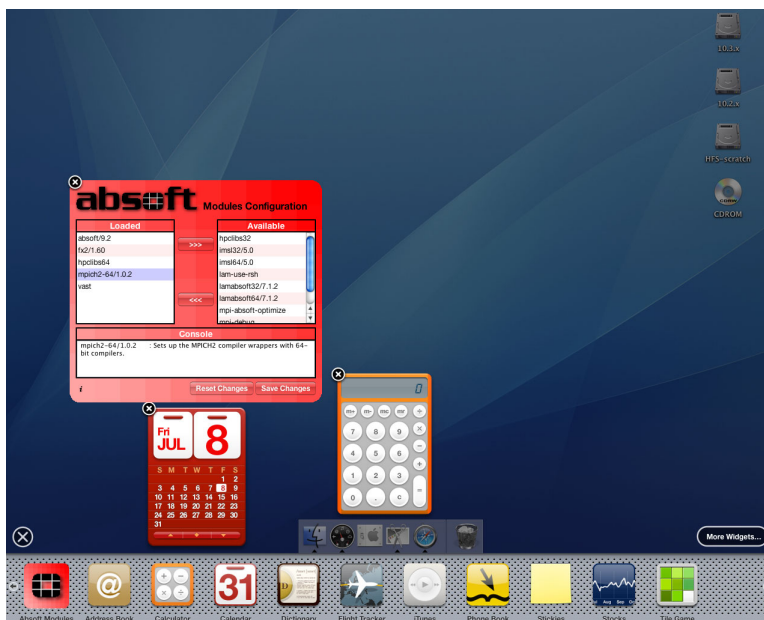 10.3.x
10.2.x
HFS-scratch
CDROM
absoft Modules Configuration
Loaded
absoft/9.2
fx2/1.60
hpclibs64
mpich2-64/1.0.2
vast
>>>
<<<
Available
hpclibs32
imsl32/5.0
imsl64/5.0
lam-use-rsh
lamabsoft32/7.1.2
lamabsoft64/7.1.2
mpi-absoft-optimize
mpi-debug
Console
mpich2-64/1.0.2 : Sets up the MPICH2 compiler wrappers with 64-
bit compilers.
i
Reset Changes
Save Changes
0
m+ m- mc mr ÷
7 8 9 ×
4 5 6 −
1 2 3 +
0 . c =
Fri
JUL
8
S M T W T F S
1 2
3 4 5 6 7 8 9
10 11 12 13 14 15 16
17 18 19 20 21 22 23
24 25 26 27 28 29 30
31
More Widgets...
31
Absoft Modules
Address Book
Calculator
Calendar
Dictionary
Flight Tracker
iTunes
Phone Book
Stickies
Stocks
Tile Game